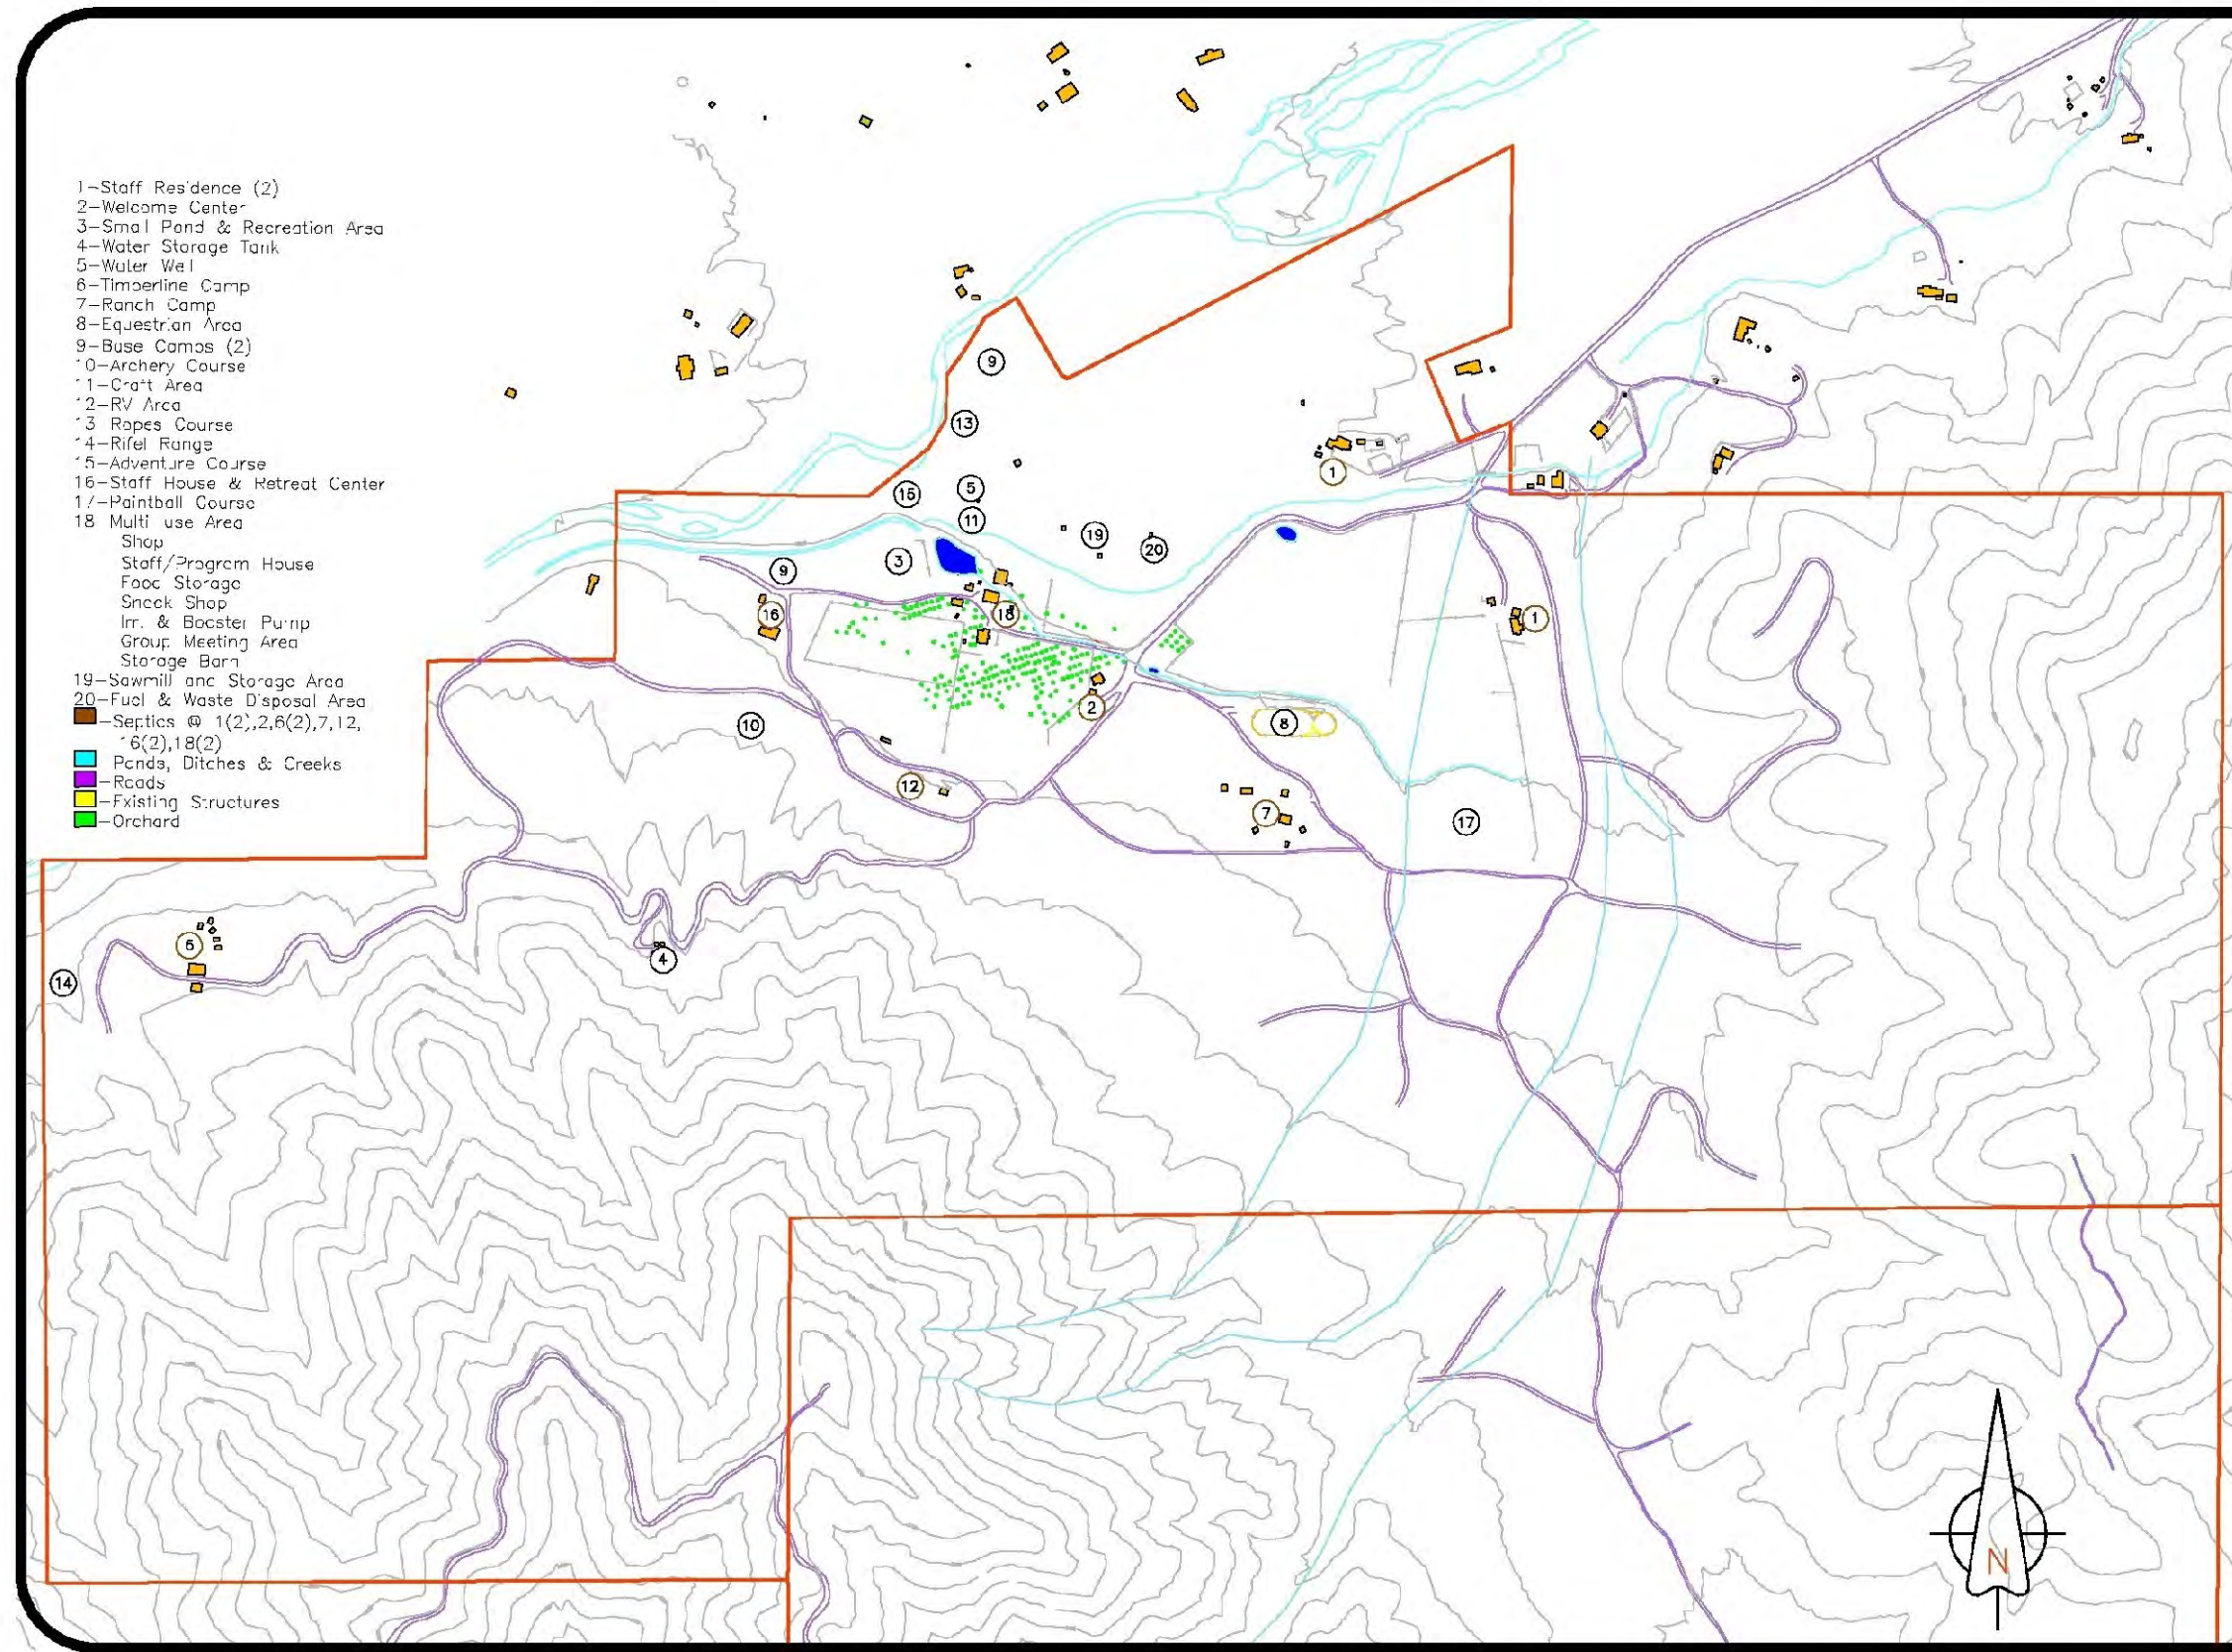 1-Staff Residence (2)
2-Welcome Center
3-Small Pond & Recreation Area
4-Water Storage Tank
5-Water Well
6-Timberline Camp
7-Ranch Camp
8-Equestrian Area
9-Base Camps (2)
10-Archery Course
11-Craft Area
12-RV Area
13 Ropes Course
14-Rifel Range
15-Adventure Course
16-Staff House & Retreat Center
17-Paintball Course
18 Multi use Area
Shop
Staff/Program House
Food Storage
Snack Shop
Irr. & Booster Pump
Group Meeting Area
Storage Barn
19-Sawmill and Storage Area
20-Fuel & Waste Disposal Area
-Septics @ 1(2),2,6(2),7,12,
16(2),18(2)
Ponds, Ditches & Creeks
-Roads
-Existing Structures
-Orchard
9
13
1
15
5
11
19
20
3
9
16
18
1
2
8
10
12
7
17
6
4
14
N